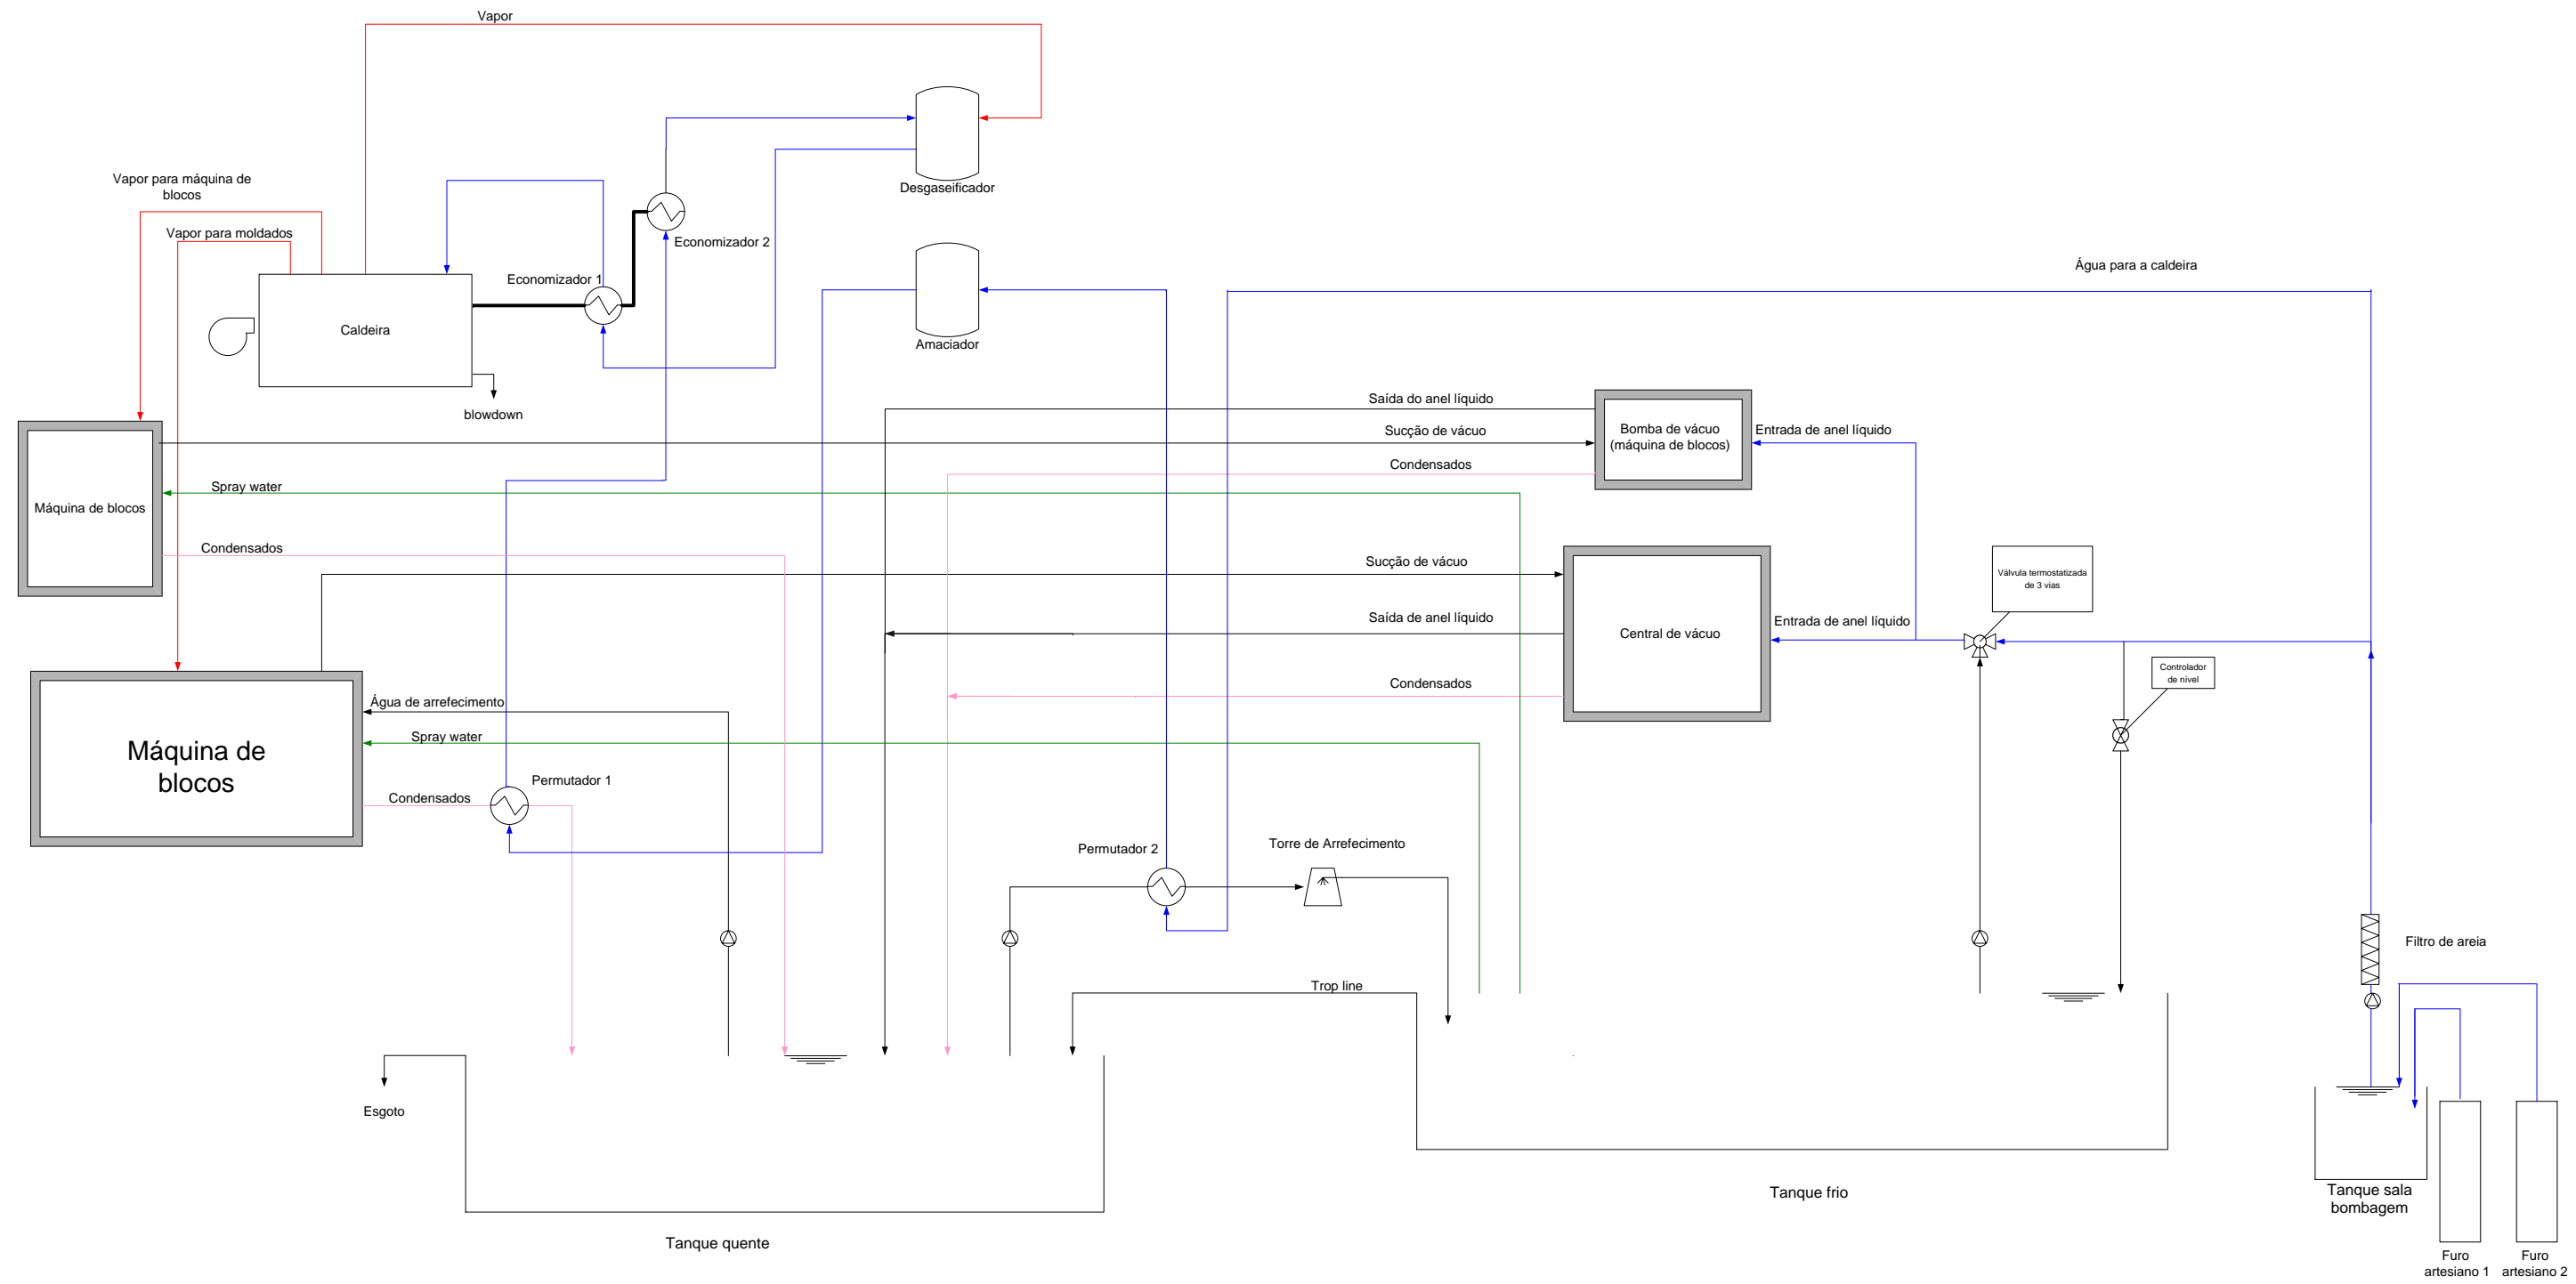 Vapor
Desgaseificador
Vapor para máquina de
blocos
Vapor para moldados
Economizador 2
Economizador 1
Água para a caldeira
Caldeira
Amaciador
blowdown
Saída do anel líquido
Sucção de vácuo
Condensados
Bomba de vácuo
(máquina de blocos)
Entrada de anel líquido
Spray water
Máquina de blocos
Condensados
Sucção de vácuo
Saída de anel líquido
Condensados
Central de vácuo
Entrada de anel líquido
Válvula termostatizada
de 3 vias
Controlador
de nível
Água de arrefecimento
Spray water
Máquina de
blocos
Permutador 1
Condensados
Permutador 2
Torre de Arrefecimento
Filtro de areia
Trop line
Esgoto
Tanque frio
Tanque sala
bombagem
Tanque quente
Furo
artesiano 1
Furo
artesiano 2